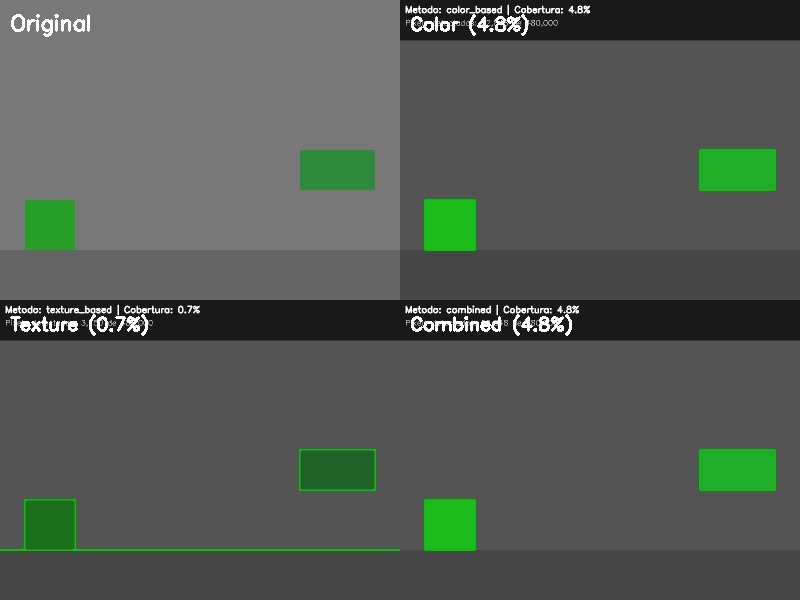 Original
Metodo: color_based | Cobertura: 4.8%
Color (4.8%)
Metodo: texture_based | Cobertura: 0.7%
Texture (0.7%)
Metodo: combined | Cobertura: 4.8%
Combined (4.8%)